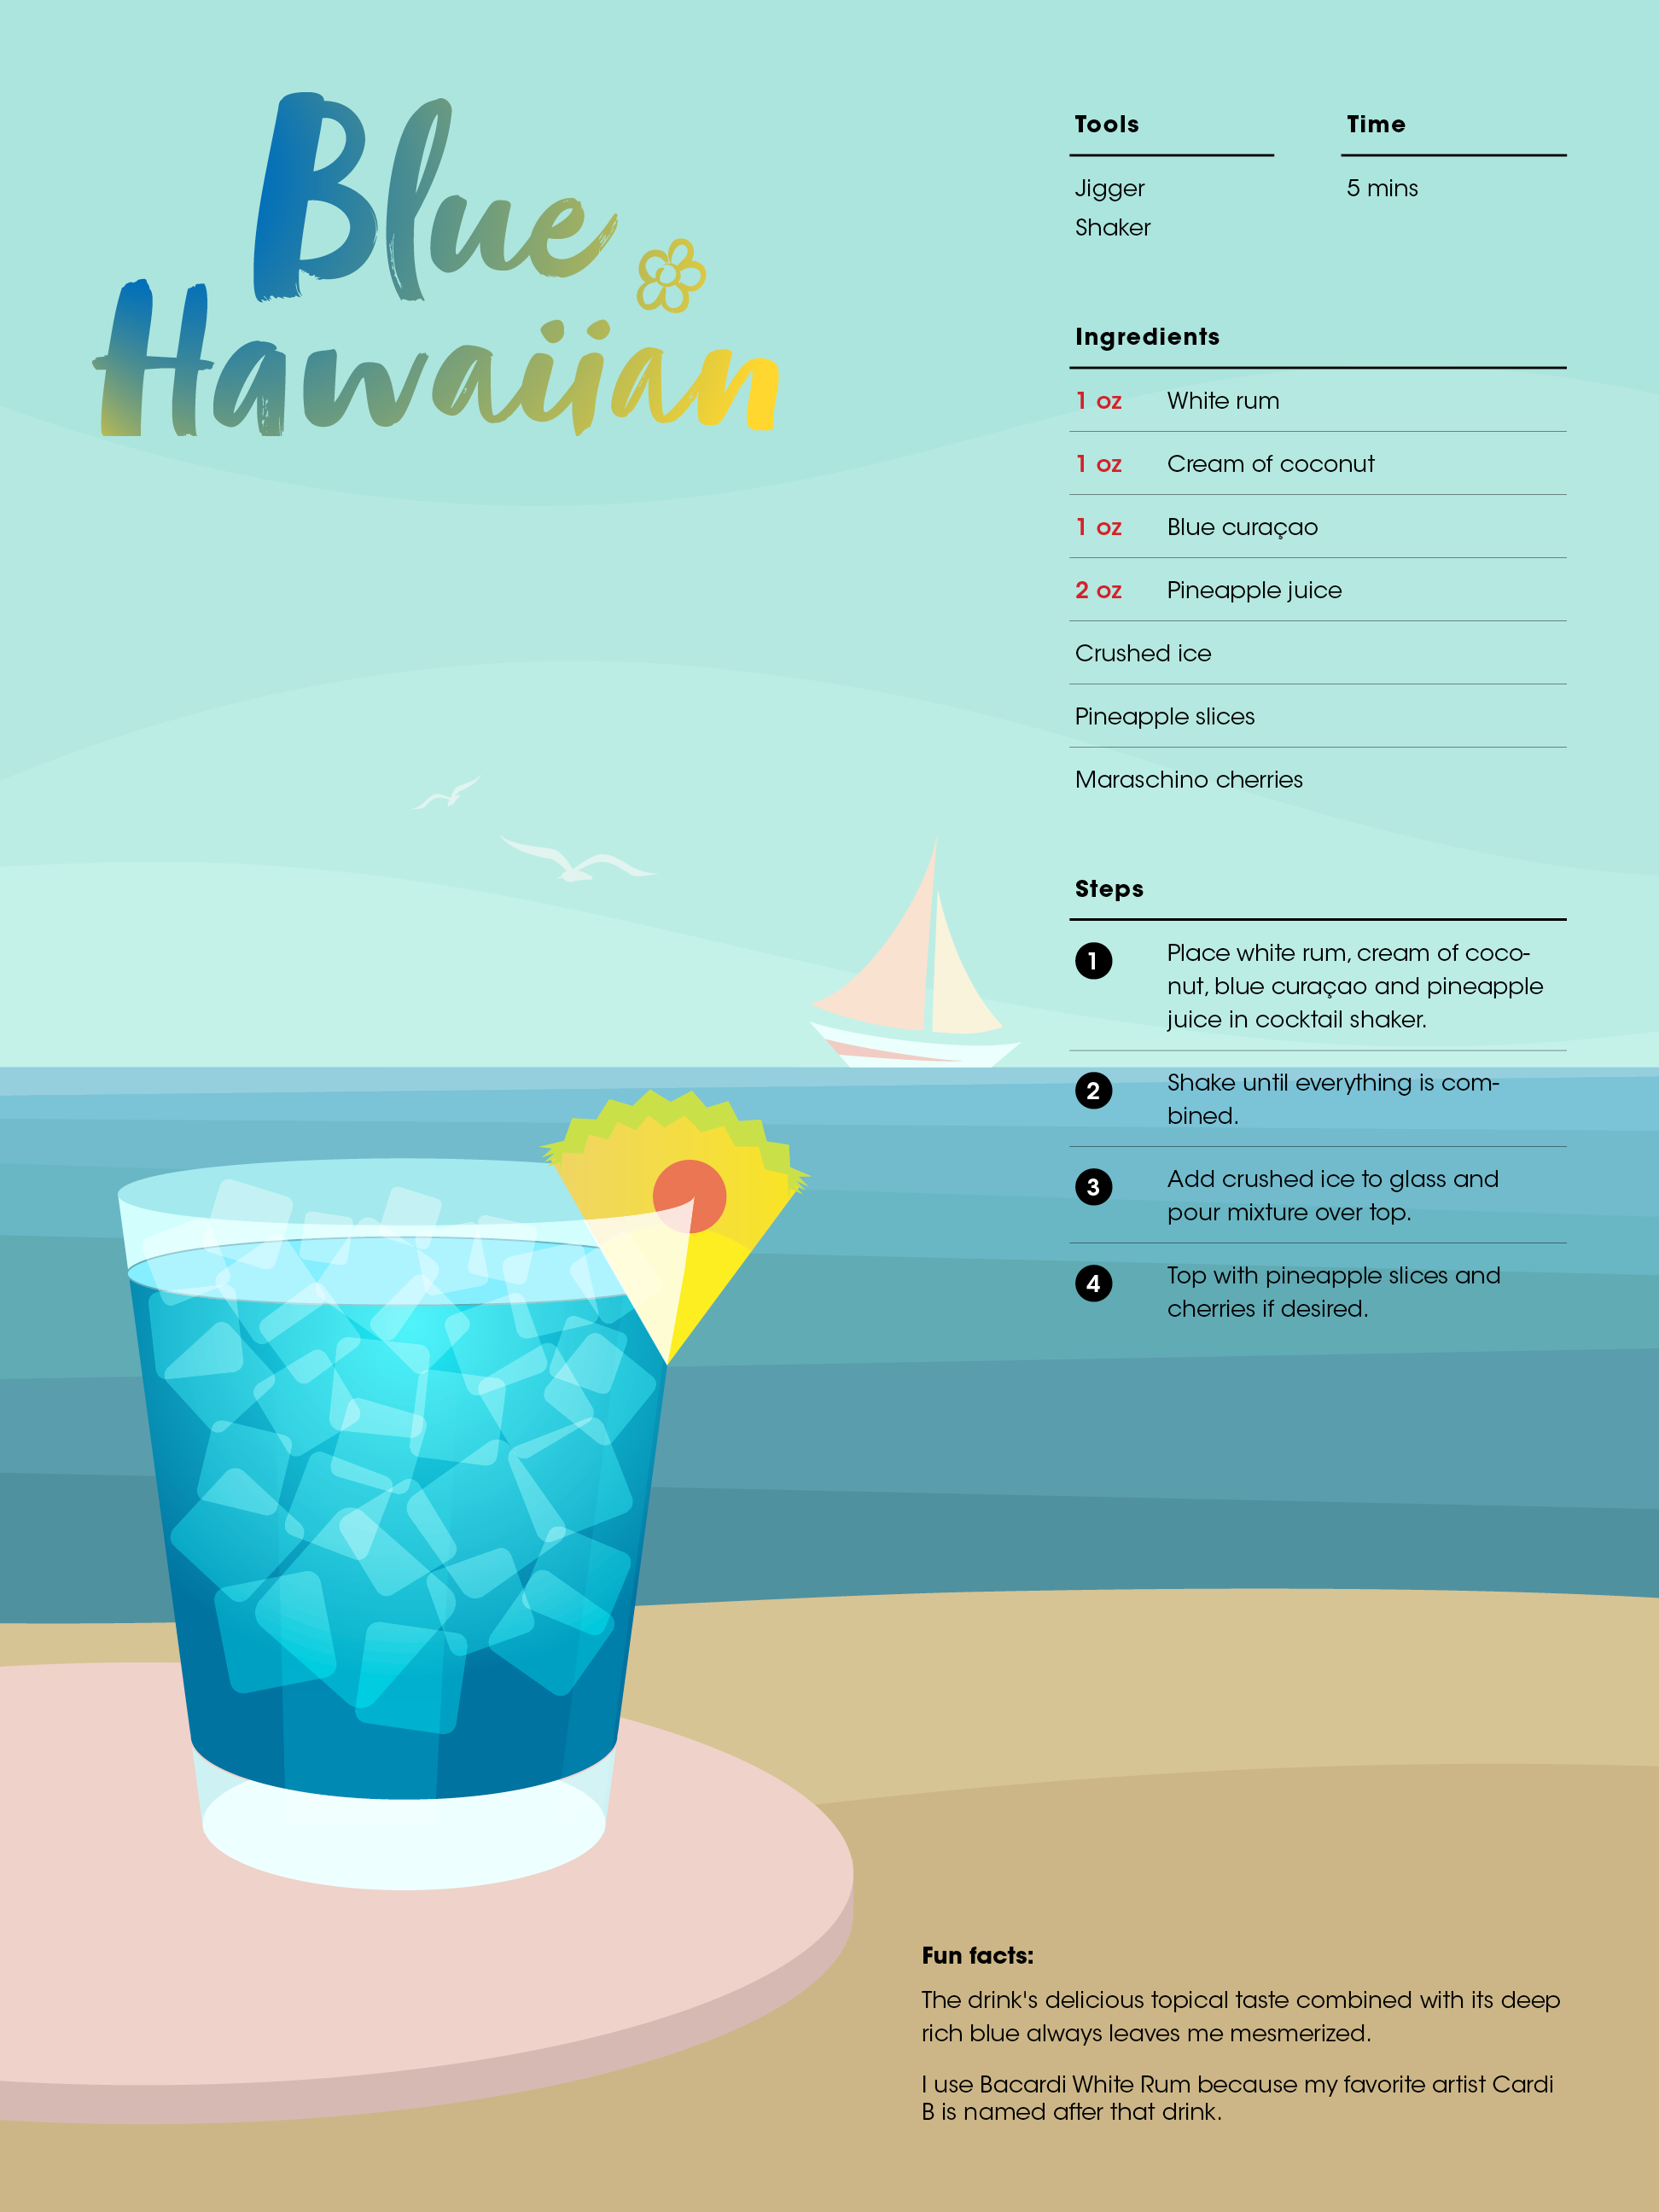 Blue
Hawaiian
Tools
Jigger
Shaker
Time
5 mins
Ingredients
1 oz White rum
1 oz Cream of coconut
1 oz Blue curaçao
2 oz Pineapple juice
Crushed ice
Pineapple slices
Maraschino cherries
Steps
1 Place white rum, cream of coco-
nut, blue curaçao and pineapple
juice in cocktail shaker.
2 Shake until everything is com-
bined.
3 Add crushed ice to glass and
pour mixture over top.
4 Top with pineapple slices and
cherries if desired.
Fun facts:
The drink's delicious topical taste combined with its deep
rich blue always leaves me mesmerized.
I use Bacardi White Rum because my favorite artist Cardi
B is named after that drink.